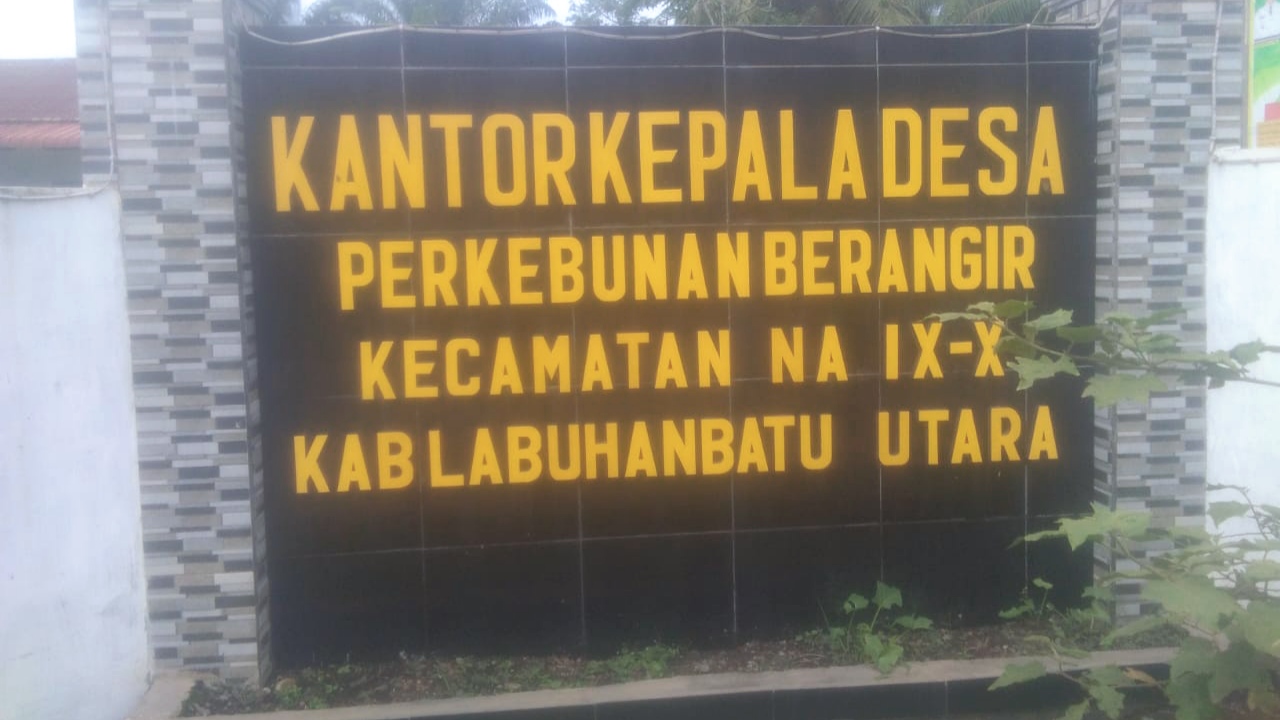 KANTOR KEPALA DESA
PERKEBUNAN BERANGIR
KECAMATAN NA IX-X
KAB LABUHANBATU UTARA